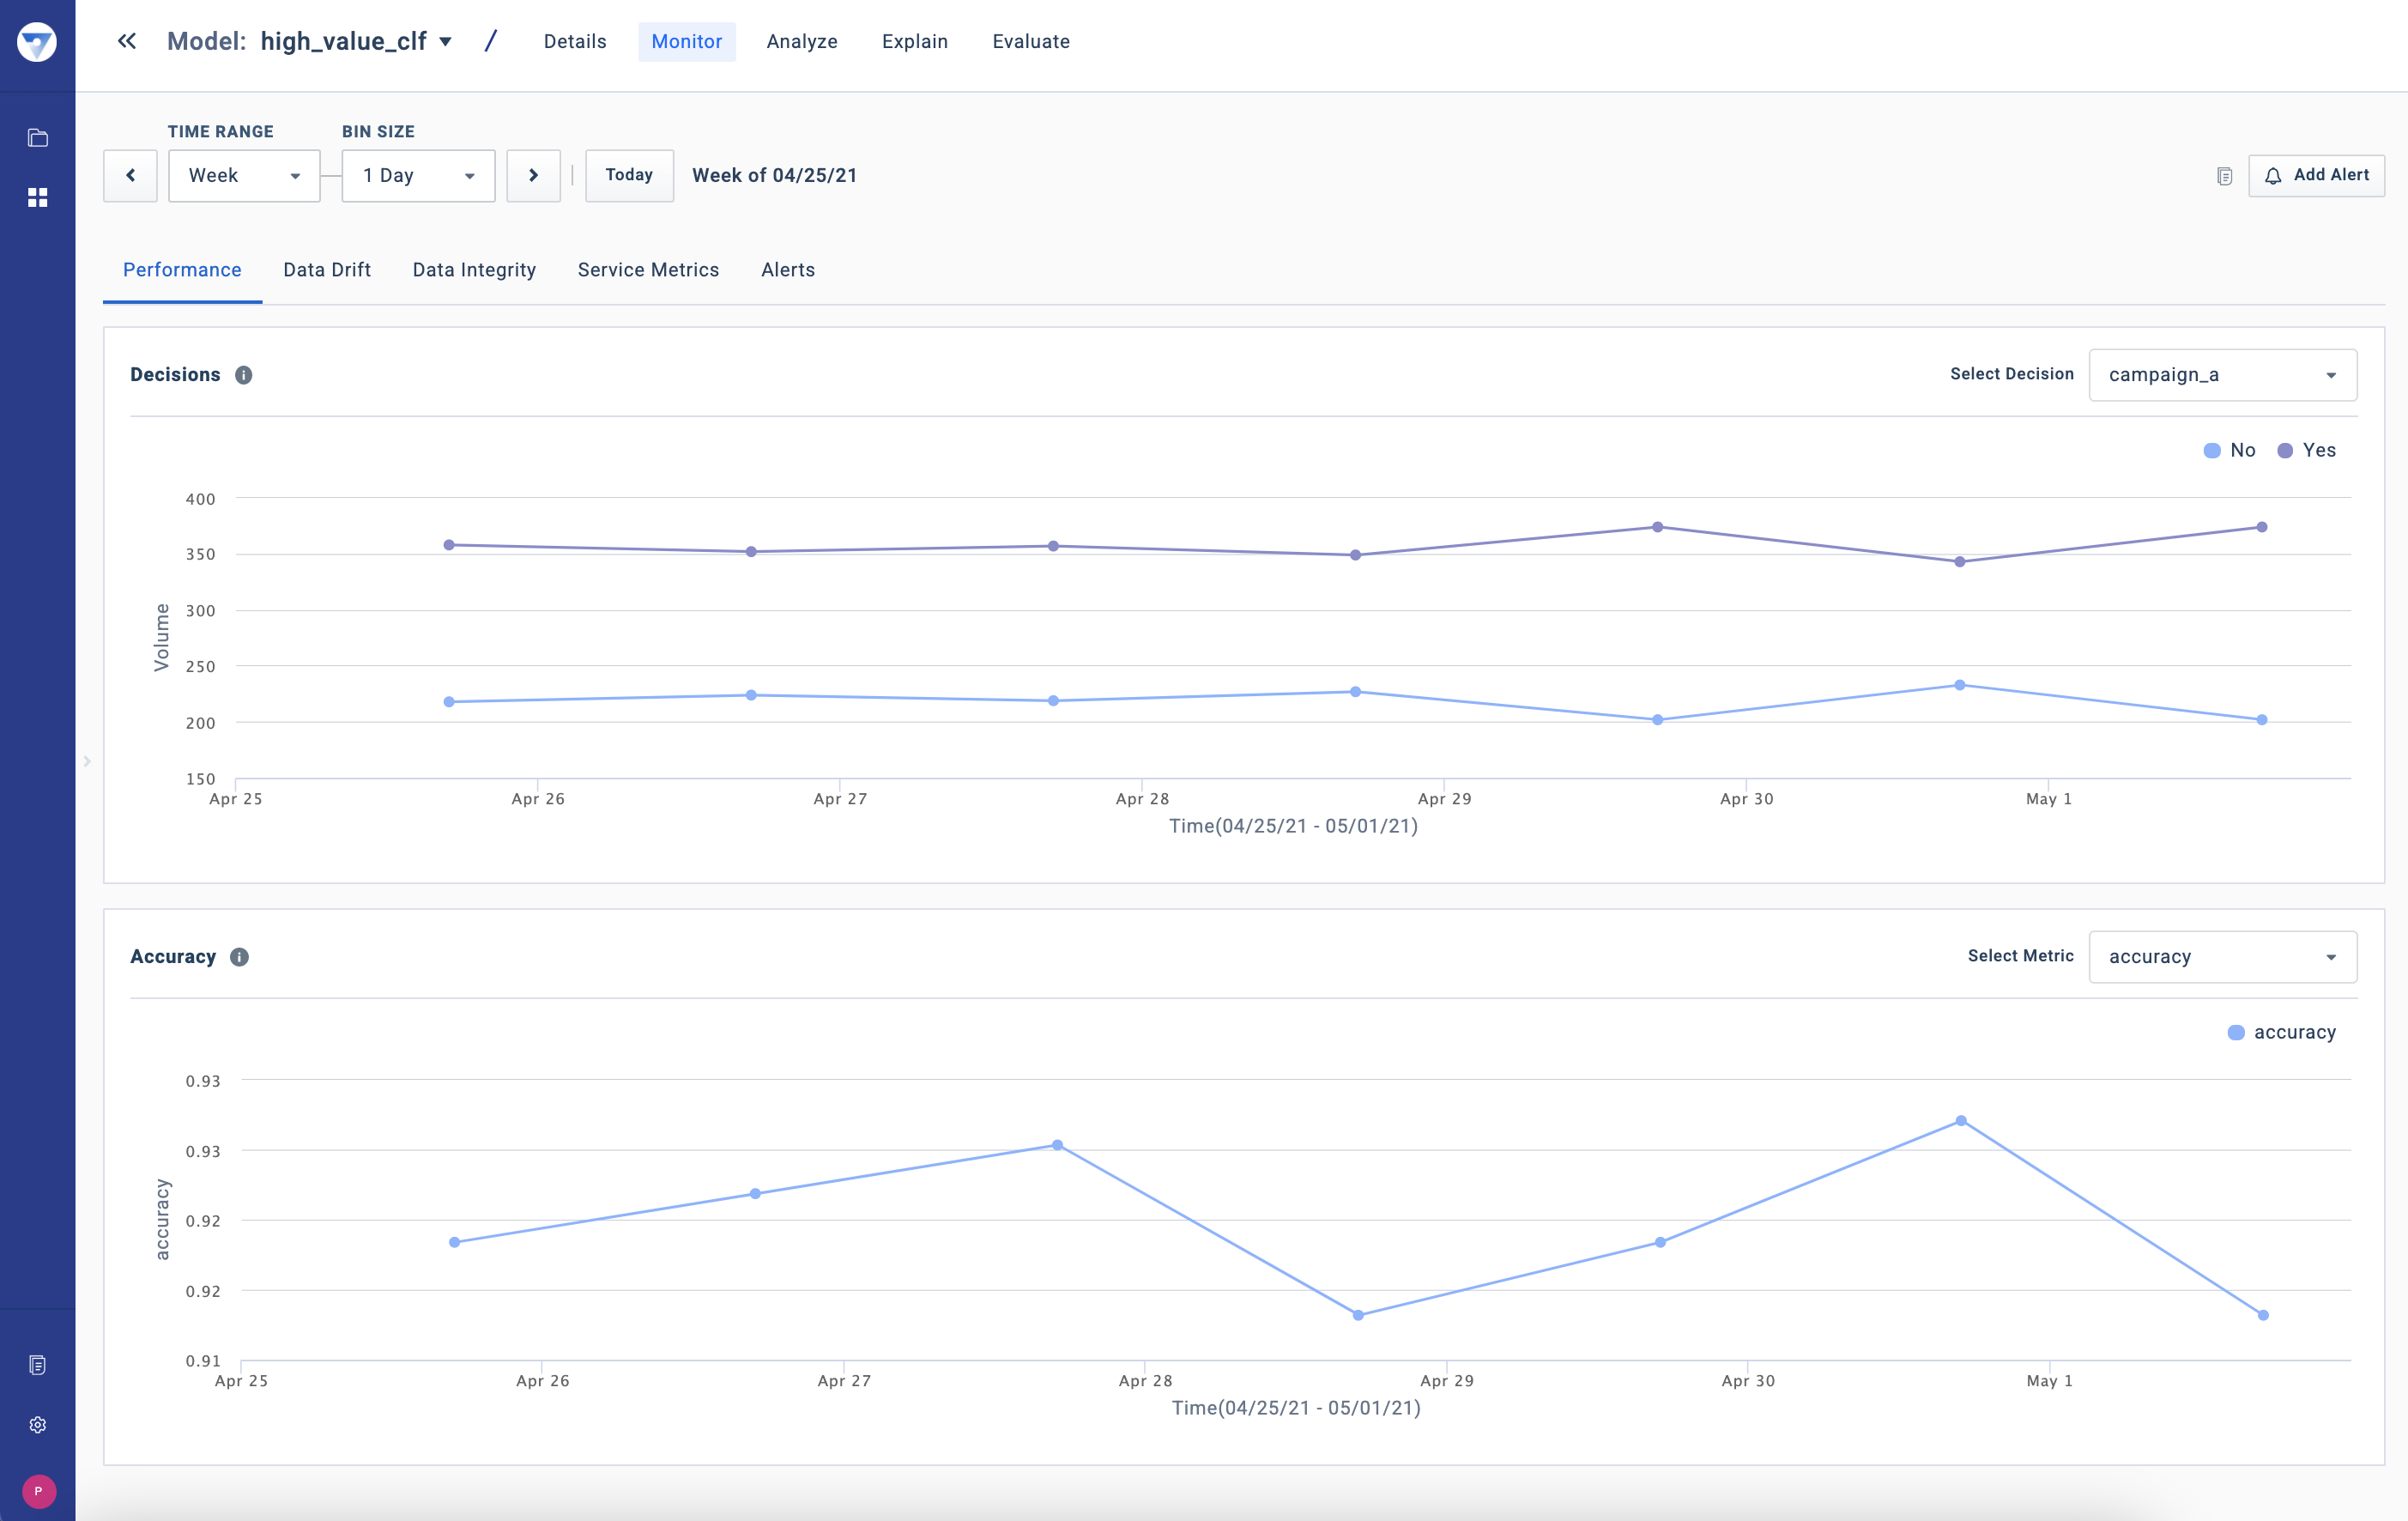 Model: high_value_clf / Details Monitor Analyze Explain Evaluate
TIME RANGE BIN SIZE
Week 1 Day Today Week of 04/25/21 Add Alert
Performance Data Drift Data Integrity Service Metrics Alerts
Decisions Select Decision campaign_a
No Yes
400
350
300
250
200
150
Volume
Apr 25 Apr 26 Apr 27 Apr 28 Apr 29 Apr 30 May 1
Time(04/25/21 - 05/01/21)
Accuracy Select Metric accuracy
accuracy
0.93
0.93
0.92
0.92
0.91
accuracy
Apr 25 Apr 26 Apr 27 Apr 28 Apr 29 Apr 30 May 1
Time(04/25/21 - 05/01/21)
P